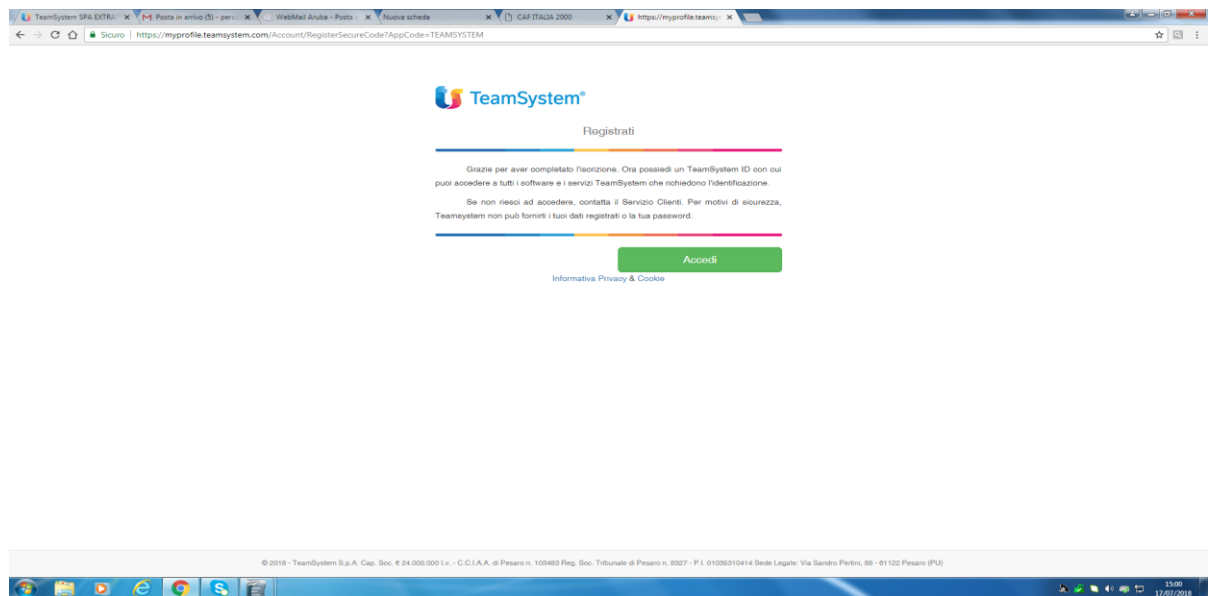 TeamSystem SPA EXTRA
Posta in arrivo (5) - pers
WebMail Aruba - Posta
Nuova scheda
CAF ITALIA 2000
https://myprofile.teamsy
Sicuro | https://myprofile.teamsystem.com/Account/RegisterSecureCode?AppCode=TEAMSYSTEM
TeamSystem®
Registrati
Grazie per aver completato l'iscrizione. Ora possiedi un TeamSystem ID con cui
puoi accedere a tutti i software e i servizi TeamSystem che richiedono l'identificazione.
Se non riesci ad accedere, contatta il Servizio Clienti. Per motivi di sicurezza,
Teamsystem non può fornirti i tuoi dati registrati o la tua password.
Accedi
Informativa Privacy & Cookie
© 2018 - TeamSystem S.p.A. Cap. Soc. € 24.000.000 I.v. - C.C.I.A.A. di Pesaro n. 103483 Reg. Soc. Tribunale di Pesaro n. 8327 - P.I. 01035310414 Sede Legale: Via Sandro Pertini, 88 - 61122 Pesaro (PU)
15:00
17/07/2018